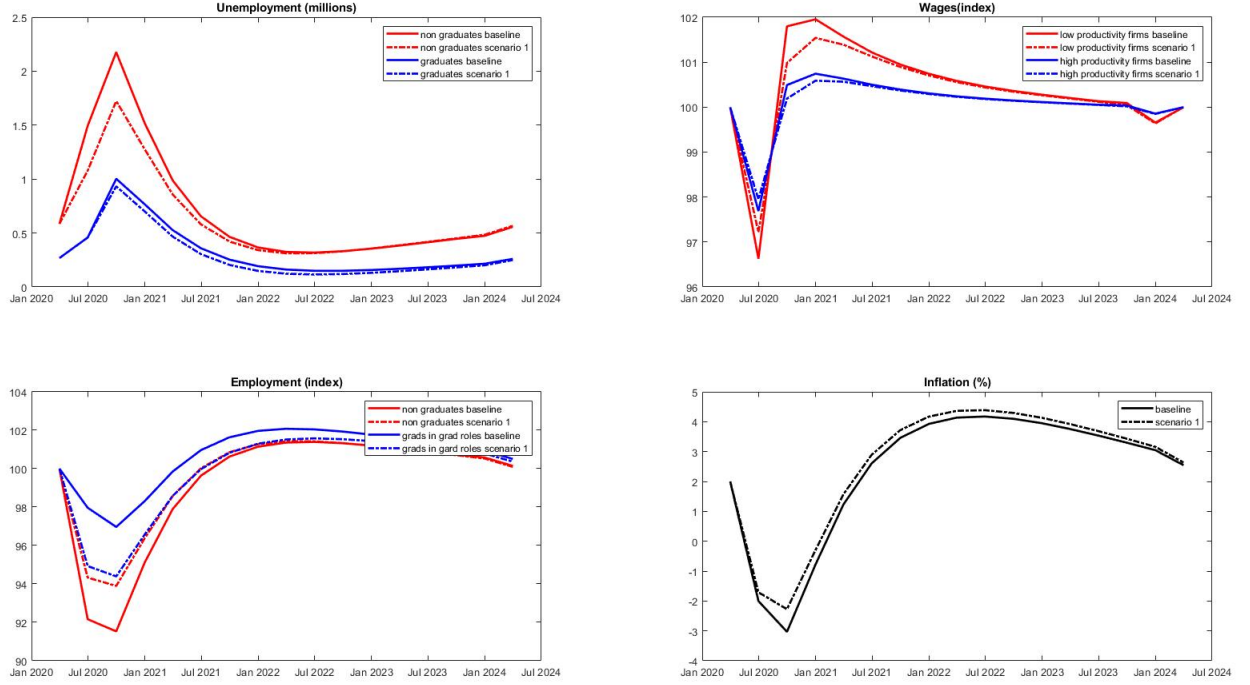 Unemployment (millions)
2.5
2
1.5
1
0.5
0
Jan 2020 Jul 2020 Jan 2021 Jul 2021 Jan 2022 Jul 2022 Jan 2023 Jul 2023 Jan 2024 Jul 2024
non graduates baseline
non graduates scenario 1
graduates baseline
graduates scenario 1
Wages(index)
102
101
100
99
98
97
96
Jan 2020 Jul 2020 Jan 2021 Jul 2021 Jan 2022 Jul 2022 Jan 2023 Jul 2023 Jan 2024 Jul 2024
low productivity firms baseline
low productivity firms scenario 1
high productivity firms baseline
high productivity firms scenario 1
Employment (index)
104
102
100
98
96
94
92
90
Jan 2020 Jul 2020 Jan 2021 Jul 2021 Jan 2022 Jul 2022 Jan 2023 Jul 2023 Jan 2024 Jul 2024
non graduates baseline
non graduates scenario 1
grads in grad roles baseline
grads in gard roles scenario 1
Inflation (%)
5
4
3
2
1
0
-1
-2
-3
-4
Jan 2020 Jul 2020 Jan 2021 Jul 2021 Jan 2022 Jul 2022 Jan 2023 Jul 2023 Jan 2024 Jul 2024
baseline
scenario 1